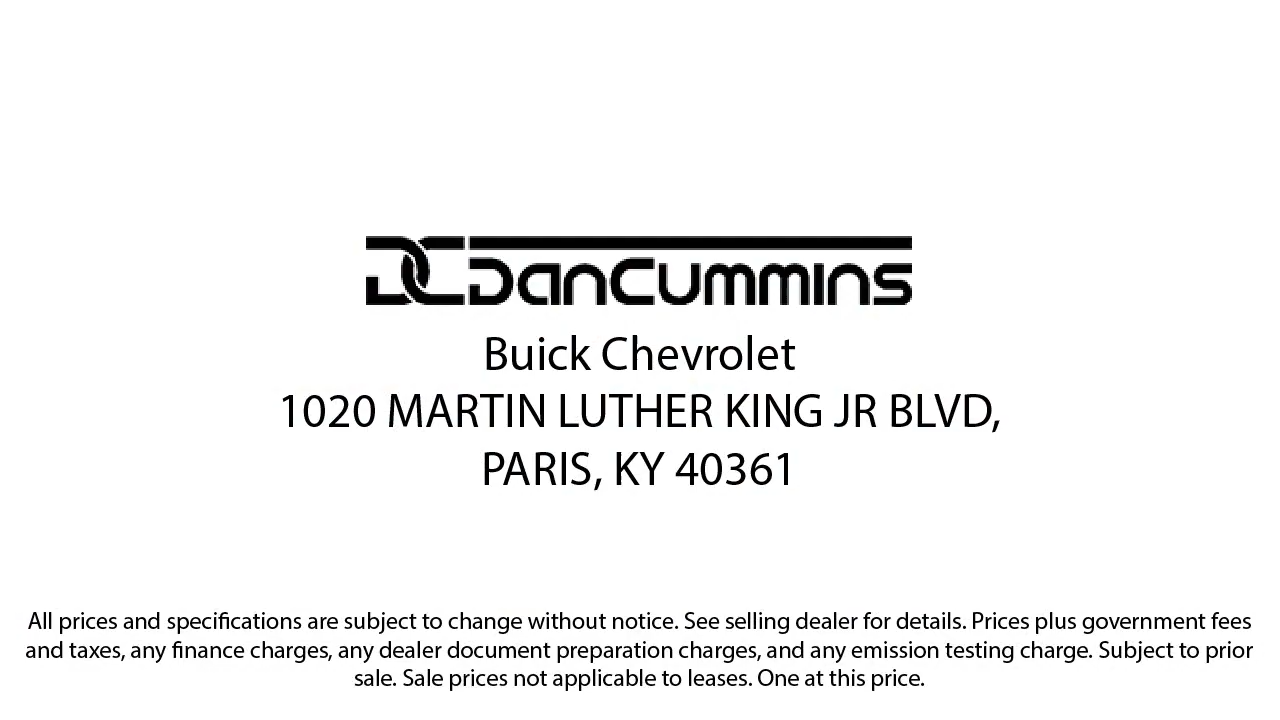 DC DanCummins
Buick Chevrolet
1020 MARTIN LUTHER KING JR BLVD,
PARIS, KY 40361
All prices and specifications are subject to change without notice. See selling dealer for details. Prices plus government fees
and taxes, any finance charges, any dealer document preparation charges, and any emission testing charge. Subject to prior
sale. Sale prices not applicable to leases. One at this price.